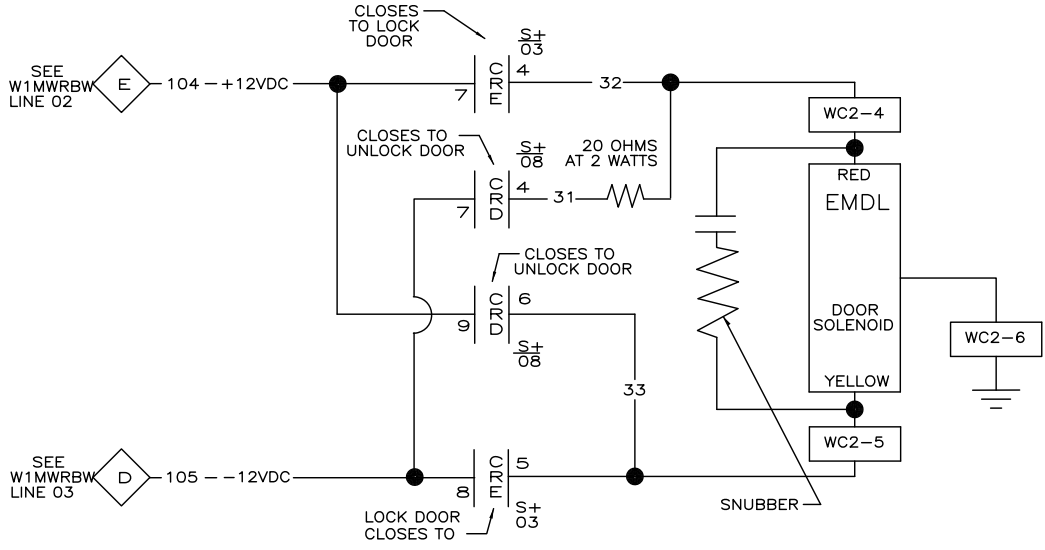 CLOSES
TO LOCK
DOOR
S+
03
SEE
W1MWRBW
LINE 02
E
104 - +12VDC
7
CRE
4
32
WC2-4
CLOSES TO
UNLOCK DOOR
S+
08
20 OHMS
AT 2 WATTS
7
CRD
4
31
RED
EMDL
CLOSES TO
UNLOCK DOOR
9
CRD
6
S+
08
DOOR
SOLENOID
WC2-6
33
YELLOW
WC2-5
SEE
W1MWRBW
LINE 03
D
105 - -12VDC
8
CRE
5
S+
03
SNUBBER
LOCK DOOR
CLOSES TO